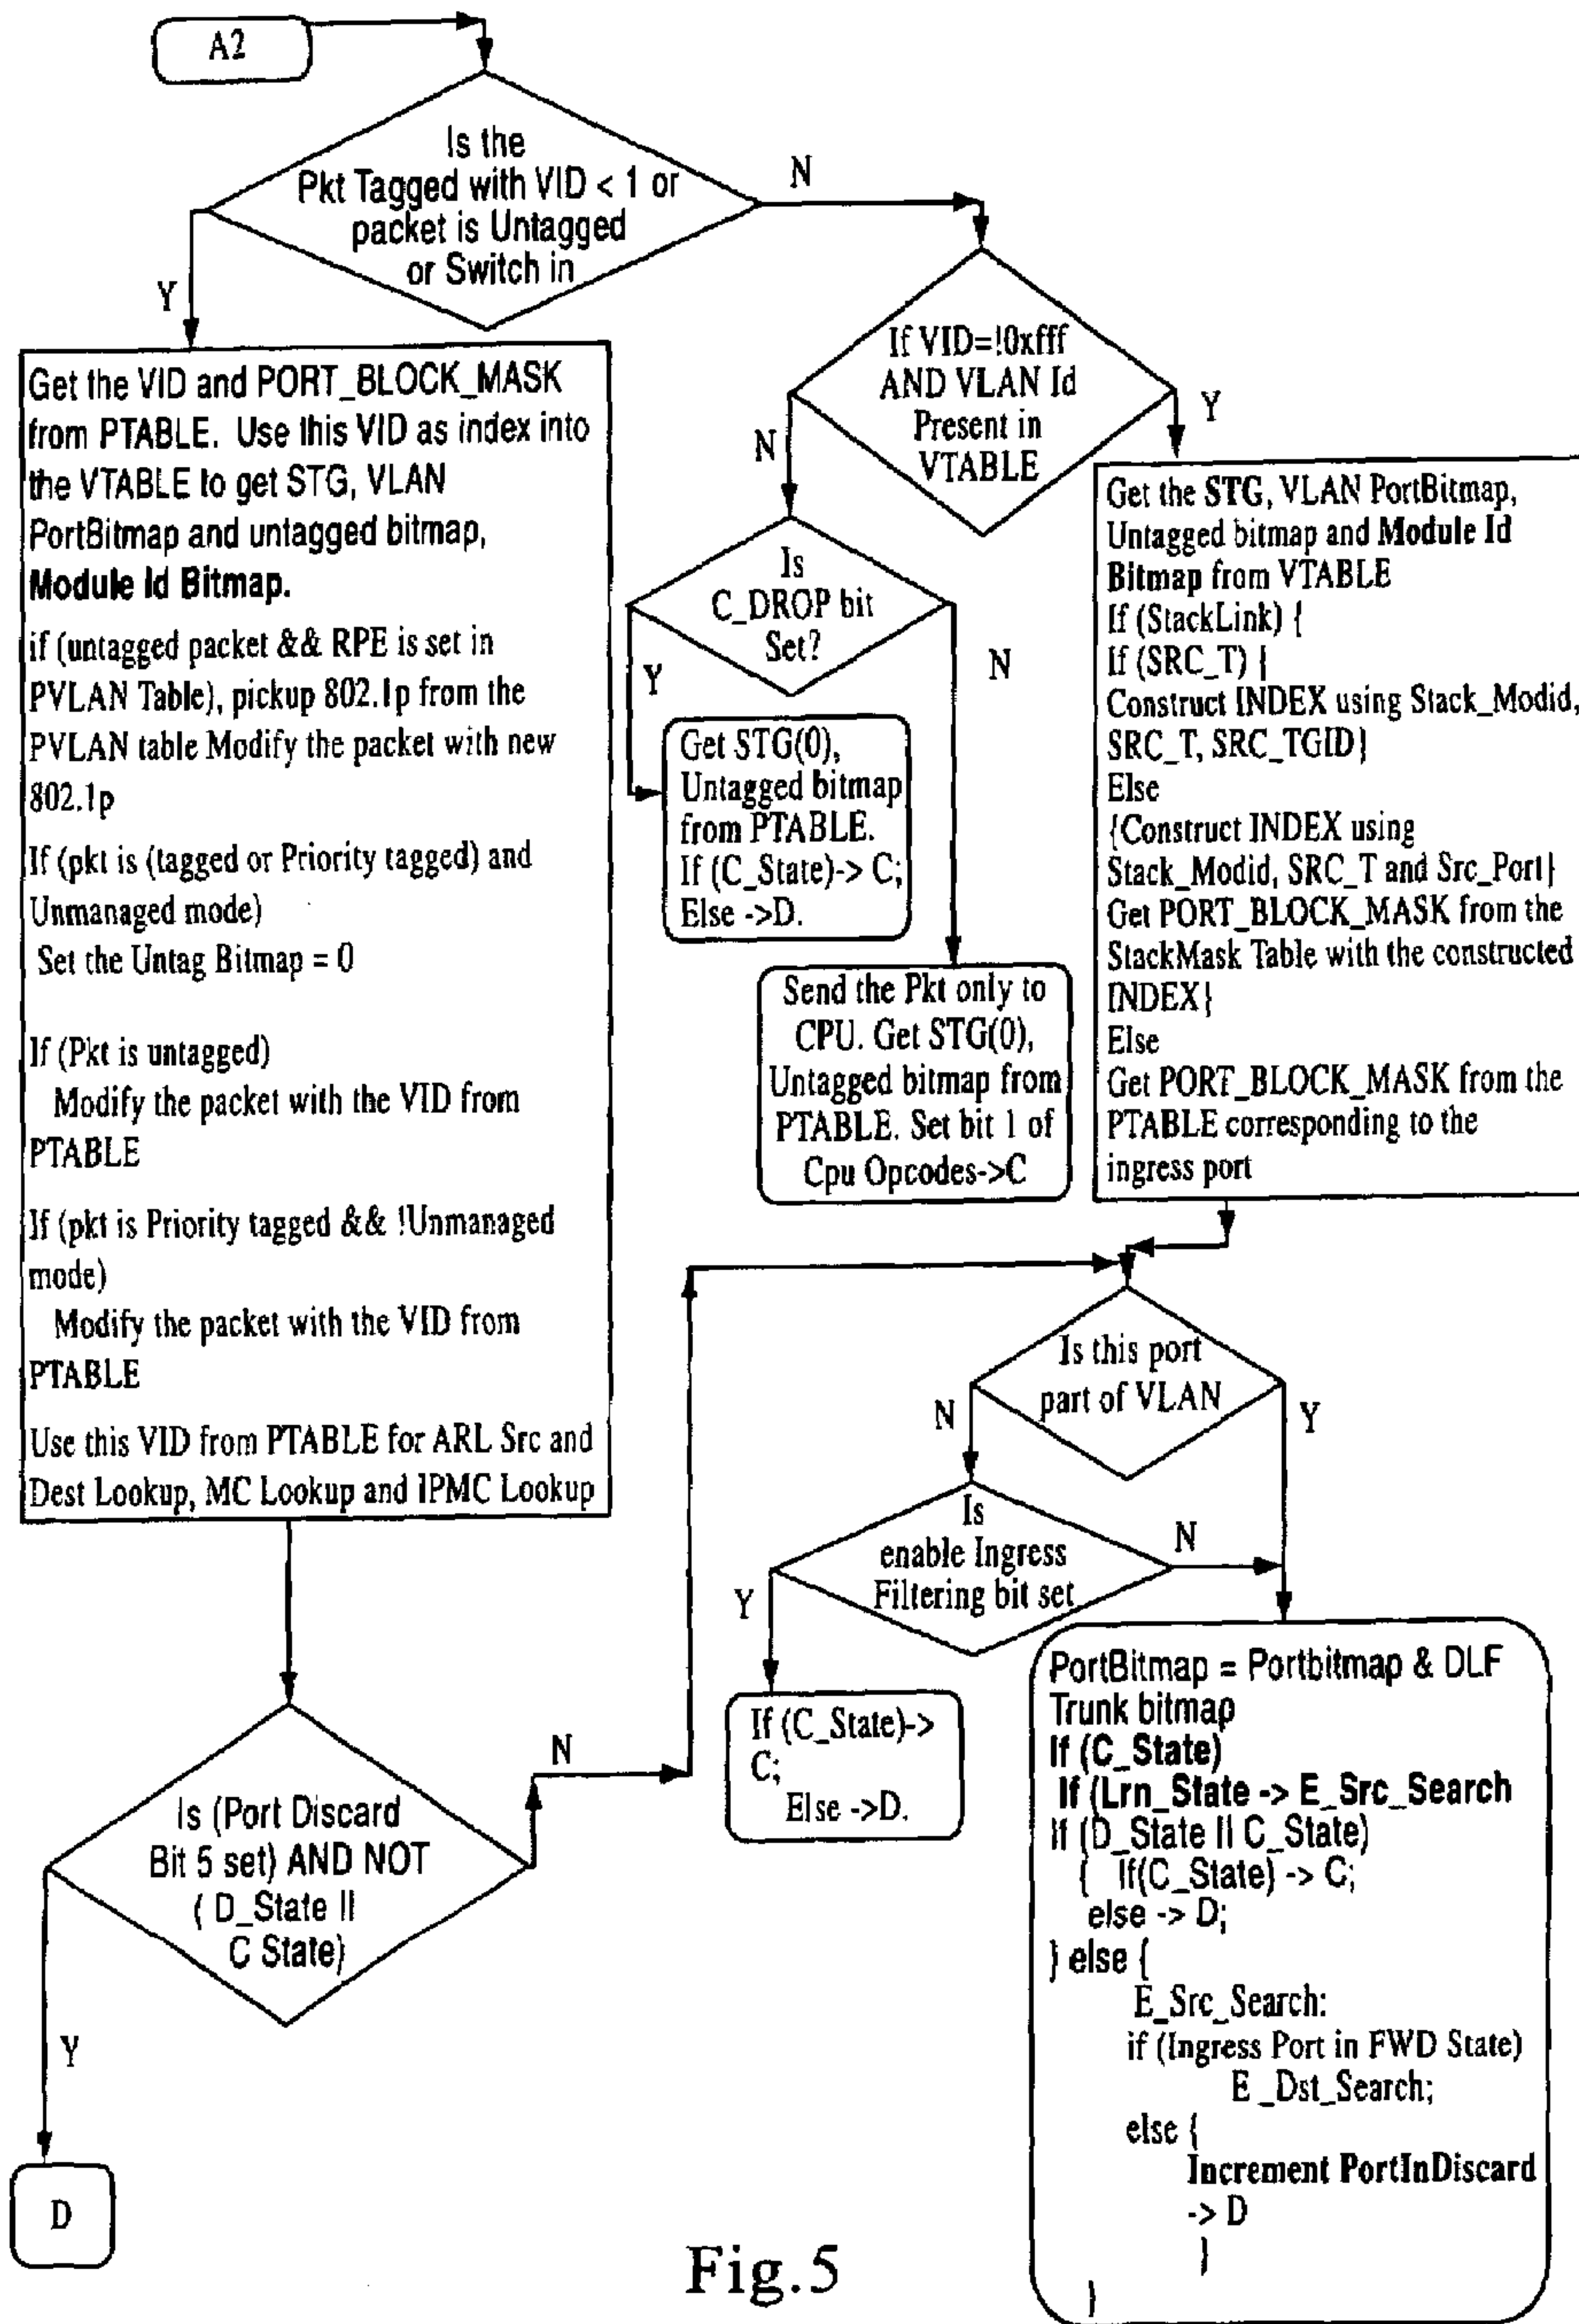 A2
Is the
Pkt Tagged with VID < 1 or
packet is Untagged
or Switch in
N
Y
If VID=!0xfff
AND VLAN Id
Present in
VTABLE
N
Y
Get the VID and PORT_BLOCK_MASK
from PTABLE. Use this VID as index into
the VTABLE to get STG, VLAN
PortBitmap and untagged bitmap,
Module Id Bitmap.
if (untagged packet && RPE is set in
PVLAN Table), pickup 802.1p from the
PVLAN table Modify the packet with new
802.1p
If (pkt is (tagged or Priority tagged) and
Unmanaged mode)
Set the Untag Bitmap = 0
If (Pkt is untagged)
Modify the packet with the VID from
PTABLE
If (pkt is Priority tagged && !Unmanaged
mode)
Modify the packet with the VID from
PTABLE
Use this VID from PTABLE for ARL Src and
Dest Lookup, MC Lookup and IPMC Lookup
Is
C_DROP bit
Set?
Y
N
Get STG(0),
Untagged bitmap
from PTABLE.
If (C_State)-> C;
Else ->D.
Send the Pkt only to
CPU. Get STG(0),
Untagged bitmap from
PTABLE. Set bit 1 of
Cpu Opcodes->C
Get the STG, VLAN PortBitmap,
Untagged bitmap and Module Id
Bitmap from VTABLE
If (StackLink) {
If (SRC_T) {
Construct INDEX using Stack_Modid,
SRC_T, SRC_TGID}
Else
{Construct INDEX using
Stack_Modid, SRC_T and Src_Port}
Get PORT_BLOCK_MASK from the
StackMask Table with the constructed
INDEX}
Else
Get PORT_BLOCK_MASK from the
PTABLE corresponding to the
ingress port
Is this port
part of VLAN
N
Y
Is
enable Ingress
Filtering bit set
N
Y
If (C_State)->
C;
Else ->D.
Is (Port Discard
Bit 5 set) AND NOT
( D_State ||
C State)
N
Y
D
PortBitmap = Portbitmap & DLF
Trunk bitmap
If (C_State)
If (Lrn_State -> E_Src_Search
If (D_State || C_State)
{ If(C_State) -> C;
else -> D;
} else {
E_Src_Search:
if (Ingress Port in FWD State)
E _Dst_Search;
else {
Increment PortInDiscard
-> D
}
}
Fig.5